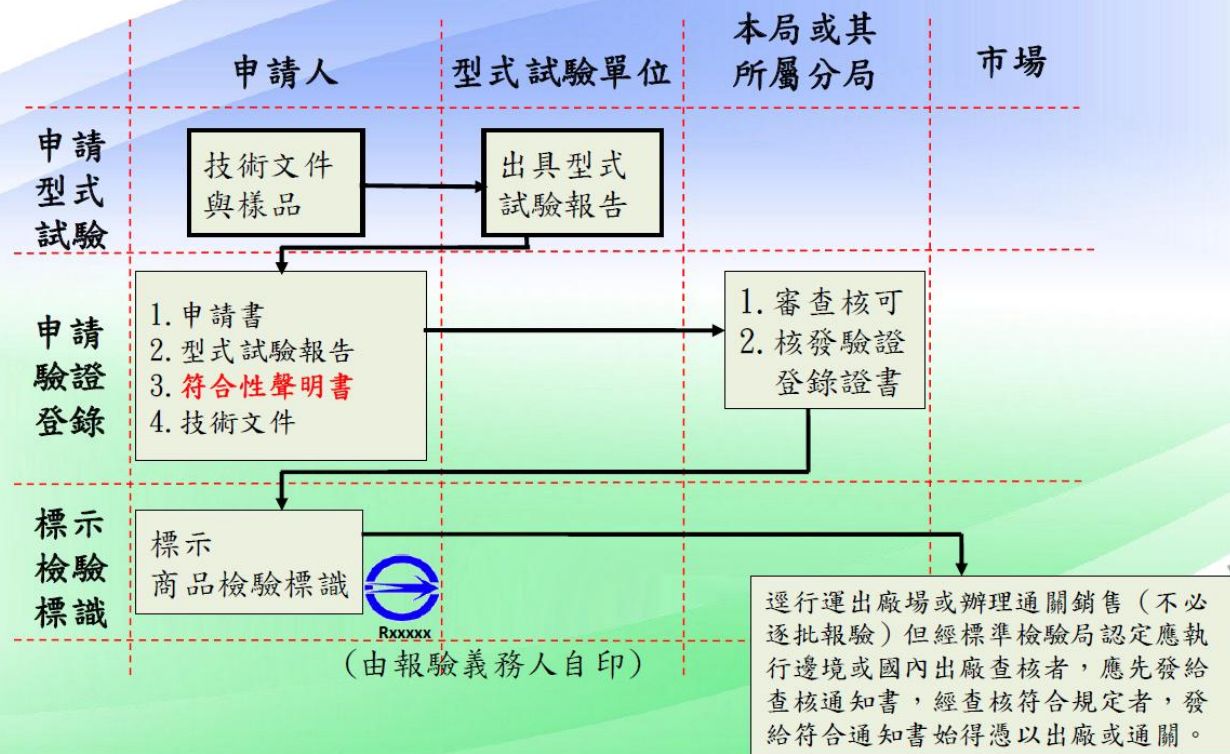 申請人
型式試驗單位
本局或其
所屬分局
市場
申請
型式
試驗
技術文件
與樣品
出具型式
試驗報告
申請
驗證
登錄
1.申請書
2.型式試驗報告
3.符合性聲明書
4.技術文件
1.審查核可
2.核發驗證
登錄證書
標示
檢驗
標識
標示
商品檢驗標識
Rxxxxx
(由報驗義務人自印)
逕行運出廠場或辦理通關銷售(不必
逐批報驗)但經標準檢驗局認定應執
行邊境或國內出廠查核者,應先發給
查核通知書,經查核符合規定者,發
給符合通知書始得憑以出廠或通關。